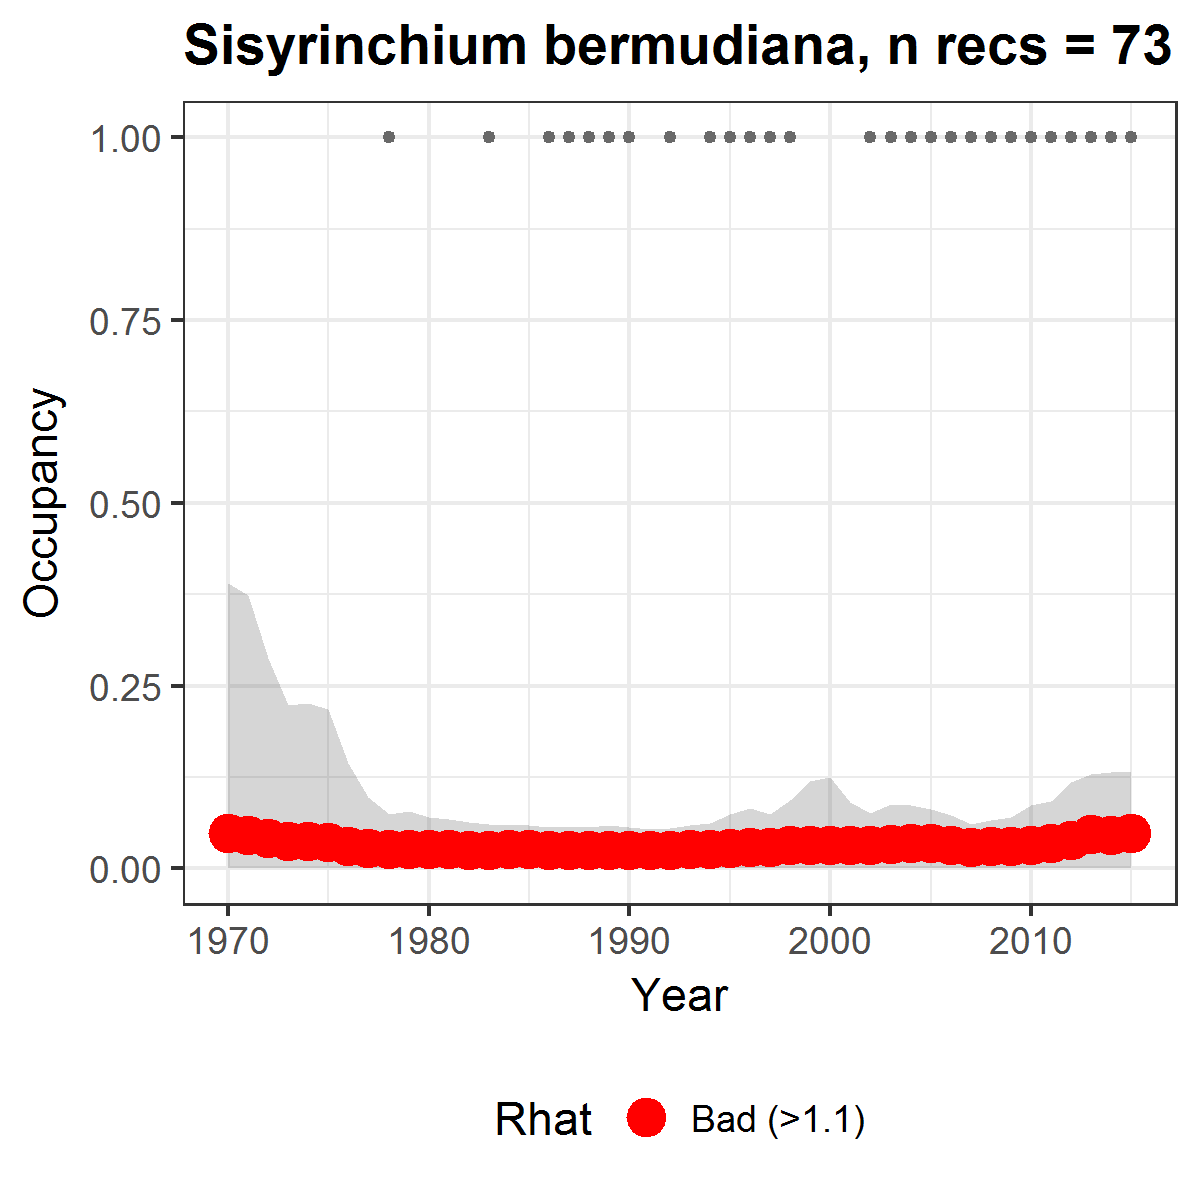 Sisyrinchium bermudiana, n recs = 73
1.00
0.75
0.50
0.25
0.00
Occupancy
1970 1980 1990 2000 2010
Year
Rhat Bad (>1.1)